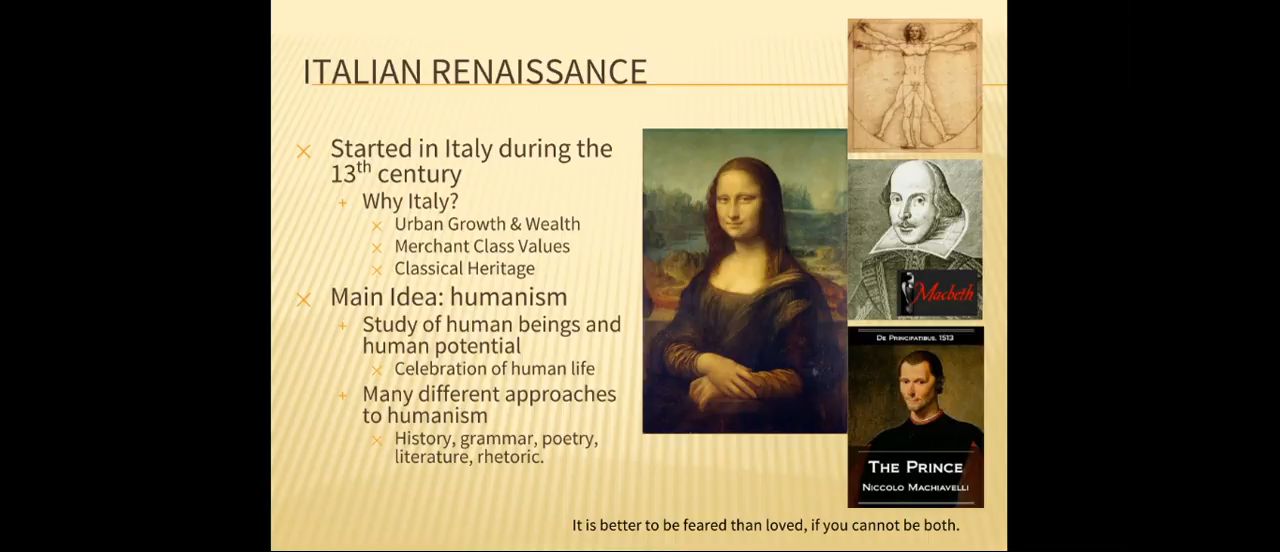 ITALIAN RENAISSANCE
Started in Italy during the
13th century
Why Italy?
Urban Growth & Wealth
Merchant Class Values
Classical Heritage
Main Idea: humanism
Study of human beings and
human potential
Celebration of human life
Many different approaches
to humanism
History, grammar, poetry,
literature, rhetoric.
Macbeth
De Principatibus, 1513
The Prince
Niccolo Machiavelli
It is better to be feared than loved, if you cannot be both.